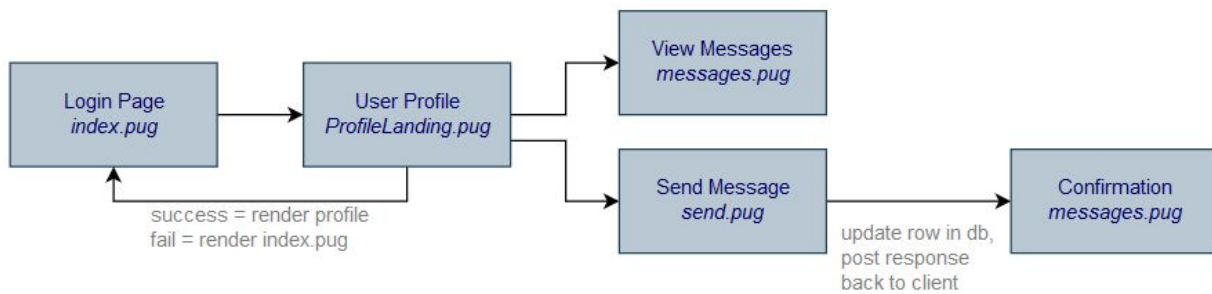 Login Page
index.pug
User Profile
ProfileLanding.pug
success = render profile
fail = render index.pug
View Messages
messages.pug
Send Message
send.pug
update row in db,
post response
back to client
Confirmation
messages.pug